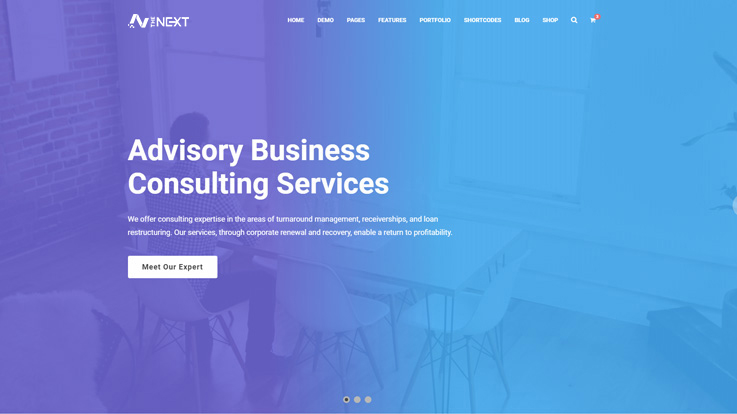 THE NEXT
HOME DEMO PAGES FEATURES PORTFOLIO SHORTCODES BLOG SHOP
Advisory Business
Consulting Services
We offer consulting expertise in the areas of turnaround management, receiverships, and loan
restructuring. Our services, through corporate renewal and recovery, enable a return to profitability.
Meet Our Expert